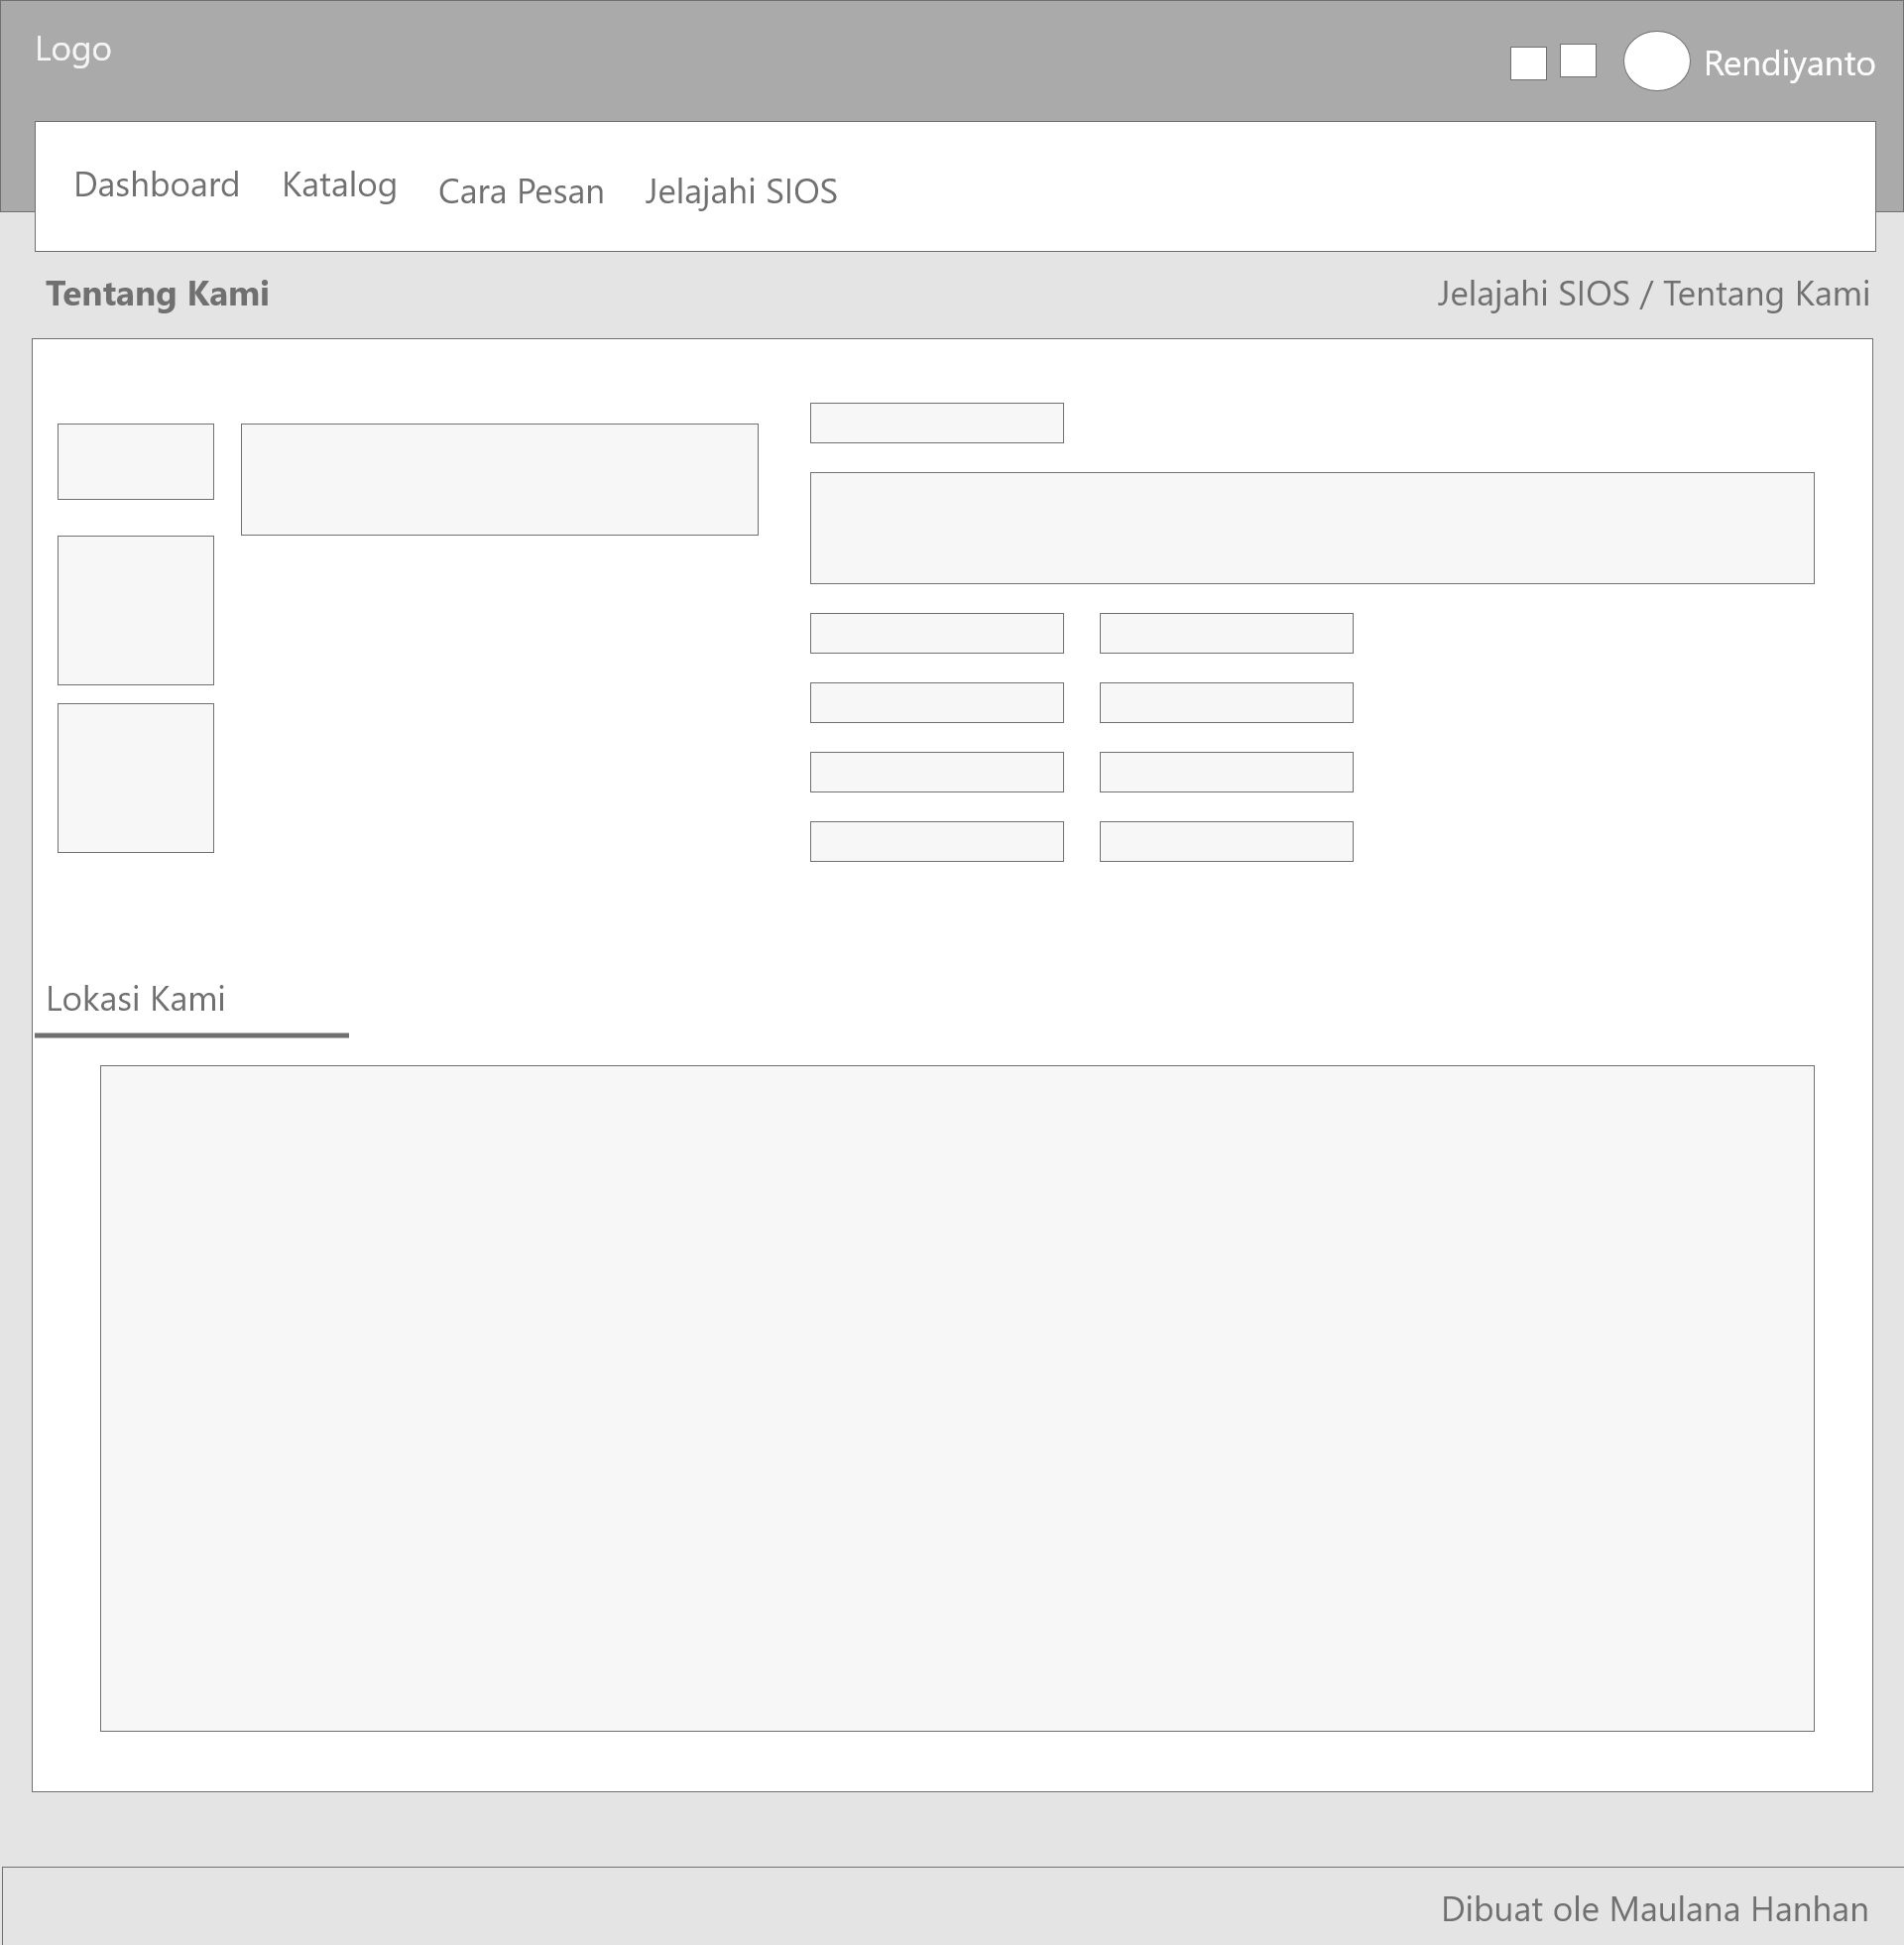 Logo
Rendiyanto
Dashboard Katalog Cara Pesan Jelajahi SIOS
Tentang Kami
Jelajahi SIOS / Tentang Kami
Lokasi Kami
Dibuat ole Maulana Hanhan